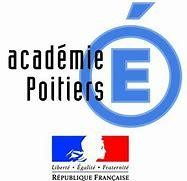 académie
Poitiers
É
Liberté • Égalité • Fraternité
RÉPUBLIQUE FRANÇAISE